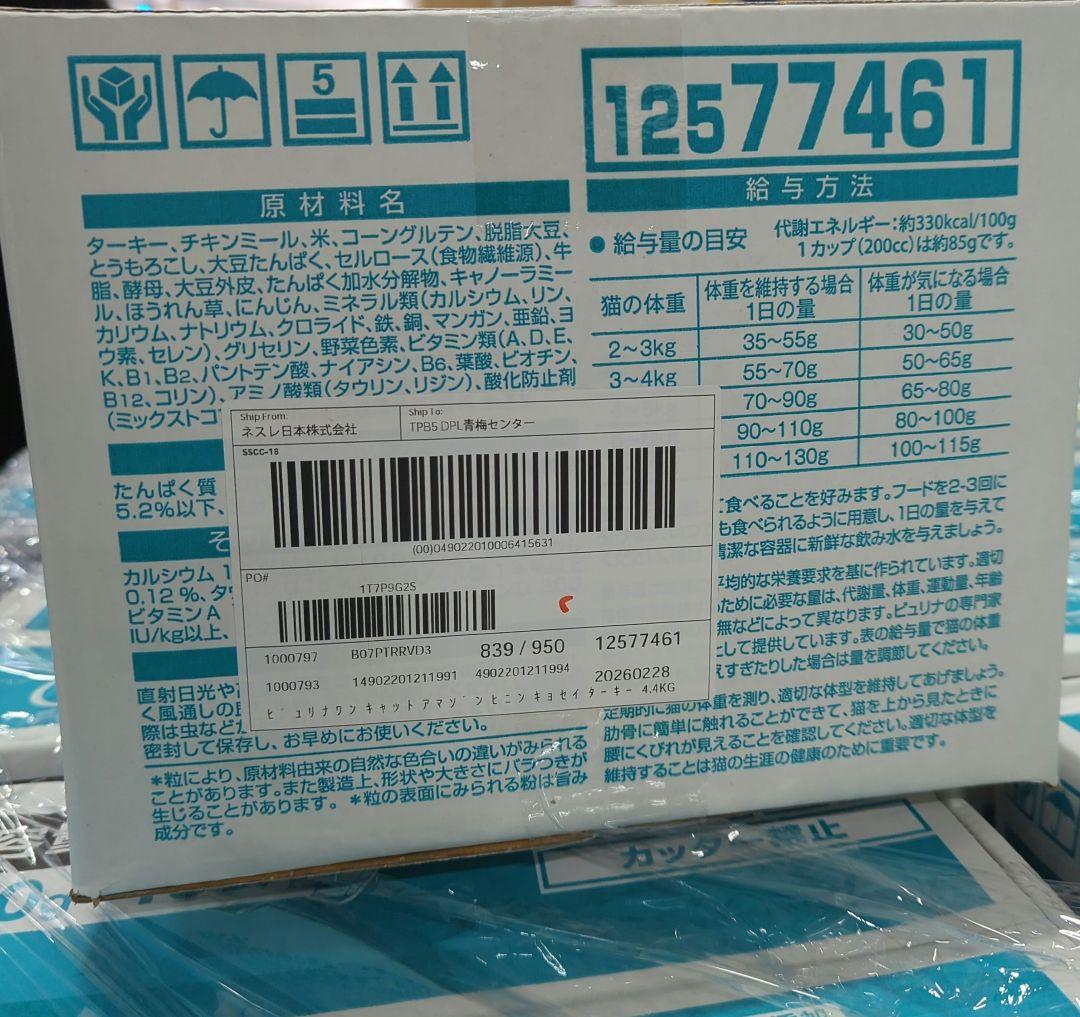 5
12577461
原材料名
ターキー、チキンミール、米、コーングルテン、脱脂大豆、
とうもろこし、大豆たんぱく、セルロース(食物繊維源)、牛
脂、酵母、大豆外皮、たんぱく加水分解物、キャノーラミー
ル、ほうれん草、にんじん、ミネラル類(カルシウム、リン、
カリウム、ナトリウム、クロライド、鉄、銅、マンガン、亜鉛、ヨ
ウ素、セレン)、グリセリン、野菜色素、ビタミン類(A、D、E、
K、B1、B2、パントテン酸、ナイアシン、B6、葉酸、ビオチン、
B12、コリン)、アミノ酸類(タウリン、リジン)、酸化防止剤
(ミックストコ
たんぱく質
5.2%以下、
そ
カルシウム 1
0.12%、タ
ビタミンA
IU/kg以上、
直射日光や
く風通しの
際は虫など
密封して保存し、お早めにお使いください。
*粒により、原材料由来の自然な色合いの違いがみられる
ことがあります。また製造上、形状や大きさにバラつきが
生じることがあります。*粒の表面にみられる粉は旨み
成分です。
給与方法
●給与量の目安
代謝エネルギー:約330kcal/100g
1カップ(200cc)は約85gです。
猫の体重 体重を維持する場合 1日の量 体重が気になる場合 1日の量
2~3kg 35~55g 30~50g
3~4kg 55~70g 50~65g
70~90g 65~80g
90~110g 80~100g
110~130g 100~115g
食べることを好みます。フードを2-3回に
も食べられるように用意し、1日の量を与えて
清潔な容器に新鮮な飲み水を与えましょう。
平均的な栄養要求を基に作られています。適切
ために必要な量は、代謝量、体重、運動量、年齢
無などによって異なります。ピュリナの専門家
として提供しています。表の給与量で猫の体重
えすぎたりした場合は量を調節してください。
定期的に猫の体重を測り、適切な体型を維持してあげましょう。
肋骨に簡単に触れることができて、猫を上から見たときに
腰にくびれが見えることを確認してください。適切な体型を
維持することは猫の生涯の健康のために重要です。
Ship From:
ネスレ日本株式会社
Ship To:
TPB5 DPL青梅センター
SSCC-18
(00)049022010006415631
PO#
1T7P9G2S
1000797 B07PTRRVD3 839 / 950 12577461
1000793 14902201211991 4902201211994 20260228
ピュリナワンキャットアマゾンヒニンキョセイターキー 4.4KG
カッター禁止